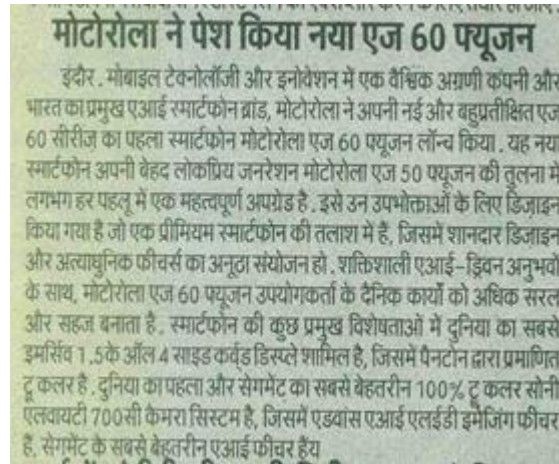 मोटोरोला ने पेश किया नया एज 60 फ्यूजन
इंदौर. मोबाइल टेक्नोलॉजी और इनोवेशन में एक वैश्विक अग्रणी कंपनी और
भारत का प्रमुख एआई स्मार्टफोन ब्रांड, मोटोरोला ने अपनी नई और बहुप्रतीक्षित एज
60 सीरीज का पहला स्मार्टफोन मोटोरोला एज 60 फ्यूजन लॉन्च किया. यह नया
स्मार्टफोन अपनी बेहद लोकप्रिय जनरेशन मोटोरोला एज 50 फ्यूजन की तुलना में
लगभग हर पहलू में एक महत्वपूर्ण अपग्रेड है. इसे उन उपभोक्ताओं के लिए डिज़ाइन
किया गया है जो एक प्रीमियम स्मार्टफोन की तलाश में हैं, जिसमें शानदार डिजाइन
और अत्याधुनिक फीचर्स का अनूठा संयोजन हो. शक्तिशाली एआई-ड्रिवन अनुभवों
के साथ, मोटोरोला एज 60 फ्यूजन उपयोगकर्ता के दैनिक कार्यों को अधिक सरल
और सहज बनाता है. स्मार्टफोन की कुछ प्रमुख विशेषताओं में दुनिया का सबसे
इमर्सिव 1.5के ऑल 4 साइड कर्व्ड डिस्प्ले शामिल है, जिसमें पैनटोन द्वारा प्रमाणित
ट्रू कलर है. दुनिया का पहला और सेगमेंट का सबसे बेहतरीन 100% ट्रू कलर सोनी
एलवायटी 700सी कैमरा सिस्टम है, जिसमें एडवांस एआई एलईडी इमेजिंग फीचर
हैं, सेगमेंट के सबसे बेहतरीन एआई फीचर हैंय